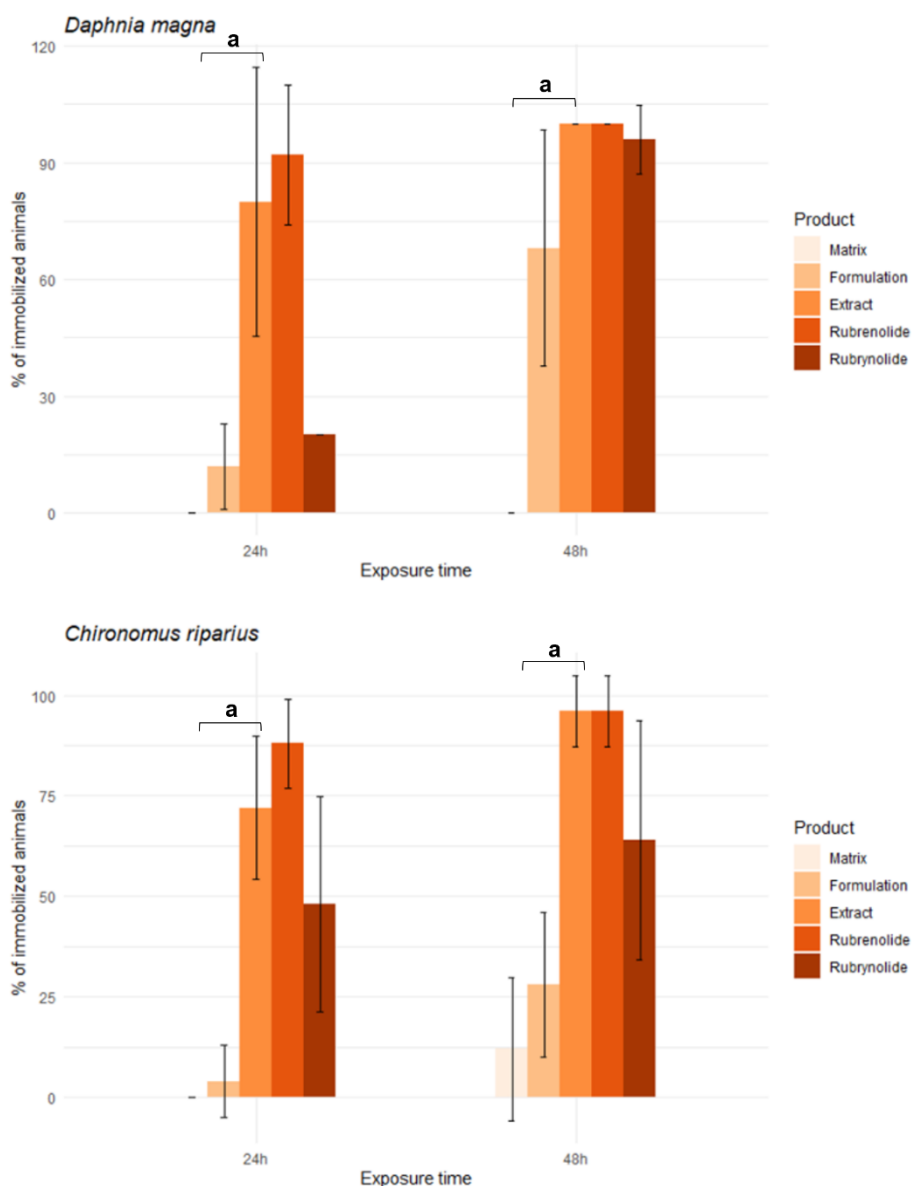 Daphnia magna
a
a
120
90
60
30
0
% of immobilized animals
24h
48h
Exposure time
Product
Matrix
Formulation
Extract
Rubrenolide
Rubrynolide
Chironomus riparius
a
a
100
75
50
25
0
% of immobilized animals
24h
48h
Exposure time
Product
Matrix
Formulation
Extract
Rubrenolide
Rubrynolide